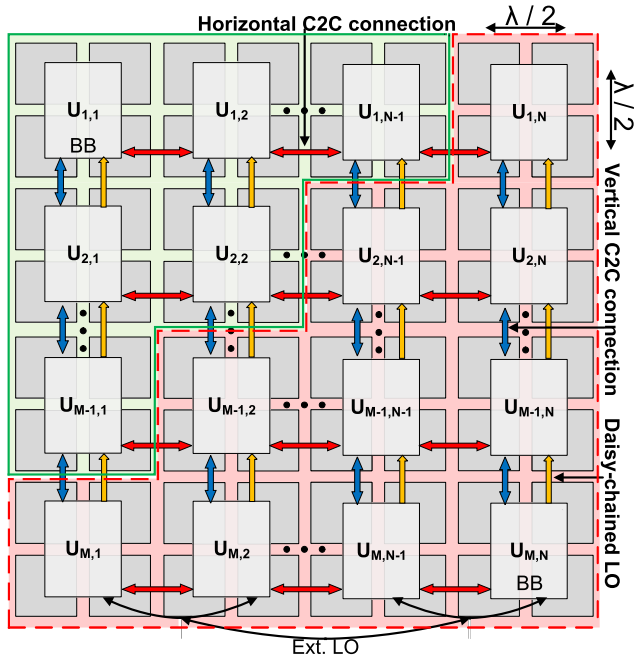 Horizontal C2C connection
λ / 2
λ / 2
U1,1
BB
U1,2
• • •
U1,N-1
U1,N
Vertical C2C connection
U2,1
U2,2
• • •
U2,N-1
U2,N
UM-1,1
UM-1,2
• • •
UM-1,N-1
UM-1,N
Daisy-chained LO
UM,1
UM,2
• • •
UM,N-1
UM,N
BB
Ext. LO